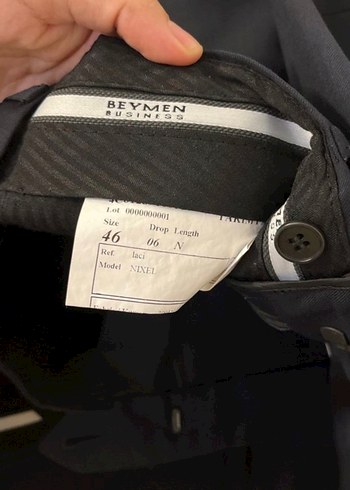 BEYMEN
BUSINESS
Lot 0000000001
Size Drop Length
46 06 N
Ref. laci
Model NIXEL